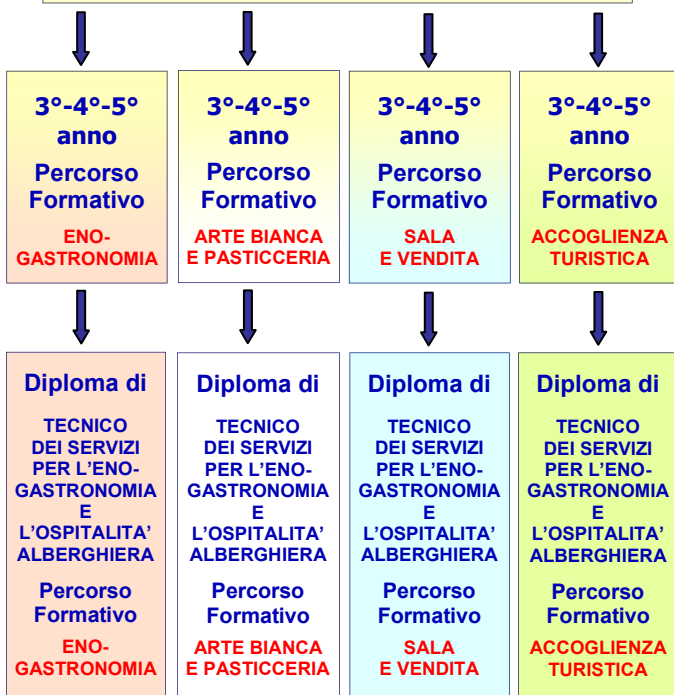 3°-4°-5°
anno
Percorso
Formativo
ENO-
GASTRONOMIA
3°-4°-5°
anno
Percorso
Formativo
ARTE BIANCA
E PASTICCERIA
3°-4°-5°
anno
Percorso
Formativo
SALA
E VENDITA
3°-4°-5°
anno
Percorso
Formativo
ACCOGLIENZA
TURISTICA
Diploma di
TECNICO
DEI SERVIZI
PER L'ENO-
GASTRONOMIA
E
L'OSPITALITA'
ALBERGHIERA
Percorso
Formativo
ENO-
GASTRONOMIA
Diploma di
TECNICO
DEI SERVIZI
PER L'ENO-
GASTRONOMIA
E
L'OSPITALITA'
ALBERGHIERA
Percorso
Formativo
ARTE BIANCA
E PASTICCERIA
Diploma di
TECNICO
DEI SERVIZI
PER L'ENO-
GASTRONOMIA
E
L'OSPITALITA'
ALBERGHIERA
Percorso
Formativo
SALA
E VENDITA
Diploma di
TECNICO
DEI SERVIZI
PER L'ENO-
GASTRONOMIA
E
L'OSPITALITA'
ALBERGHIERA
Percorso
Formativo
ACCOGLIENZA
TURISTICA